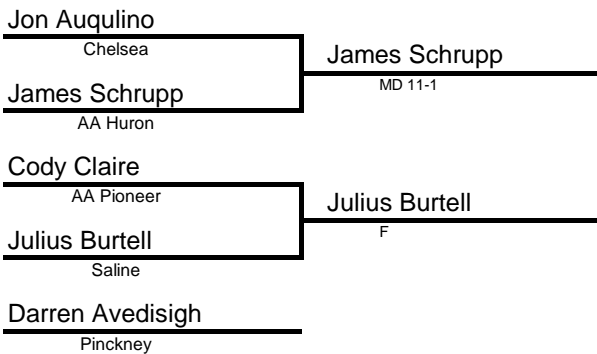 Jon Auqulino
Chelsea
James Schrupp
MD 11-1
James Schrupp
AA Huron
Cody Claire
AA Pioneer
Julius Burtell
F
Julius Burtell
Saline
Darren Avedisigh
Pinckney